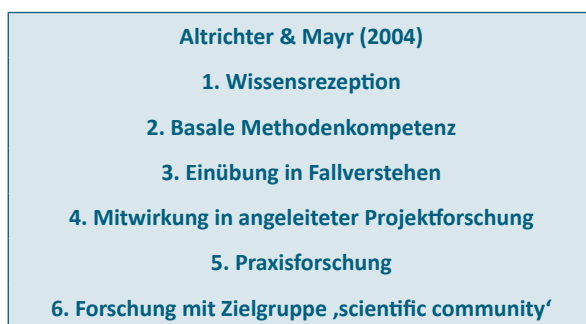 Altrichter & Mayr (2004)
1. Wissensrezeption
2. Basale Methodenkompetenz
3. Einübung in Fallverstehen
4. Mitwirkung in angeleiteter Projektforschung
5. Praxisforschung
6. Forschung mit Zielgruppe ‚scientific community‘